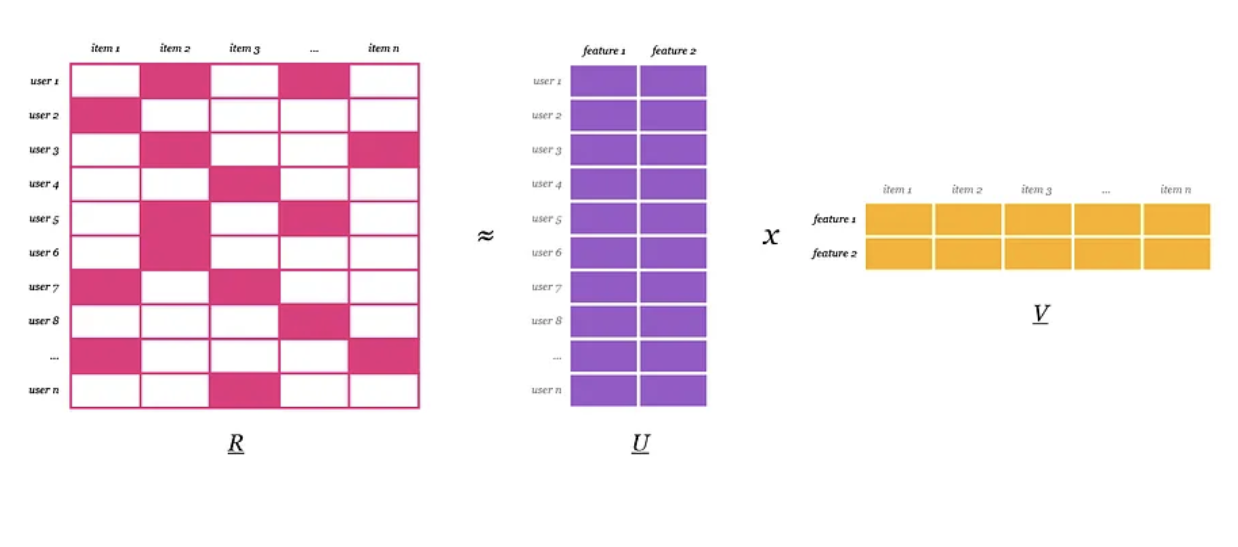 item 1 item 2 item 3 ... item n
user 1
user 2
user 3
user 4
user 5
user 6
user 7
user 8
...
user n
R
≈
feature 1 feature 2
user 1
user 2
user 3
user 4
user 5
user 6
user 7
user 8
...
user n
U
x
item 1 item 2 item 3 ... item n
feature 1
feature 2
V